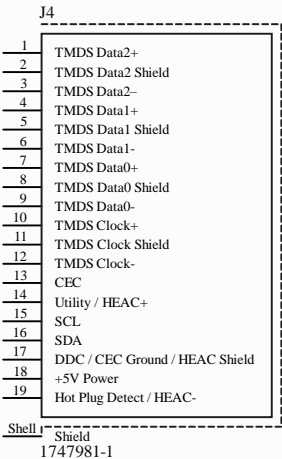 J4
1 TMDS Data2+
2 TMDS Data2 Shield
3 TMDS Data2–
4 TMDS Data1+
5 TMDS Data1 Shield
6 TMDS Data1-
7 TMDS Data0+
8 TMDS Data0 Shield
9 TMDS Data0-
10 TMDS Clock+
11 TMDS Clock Shield
12 TMDS Clock-
13 CEC
14 Utility / HEAC+
15 SCL
16 SDA
17 DDC / CEC Ground / HEAC Shield
18 +5V Power
19 Hot Plug Detect / HEAC-
Shell Shield
1747981-1